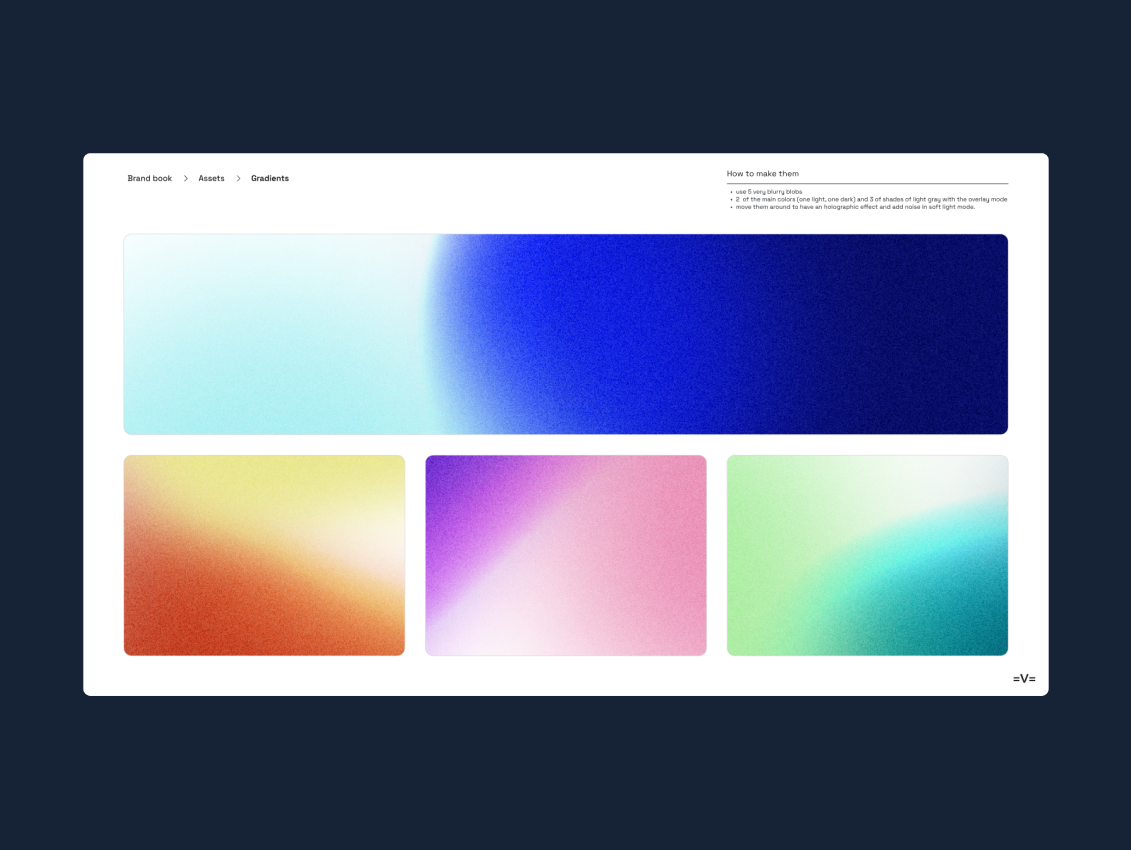 Brand book > Assets > Gradients
How to make them
• use 5 very blurry blobs
• 2 of the main colors (one light, one dark) and 3 of shades of light gray with the overlay mode
• move them around to have an holographic effect and add noise in soft light mode.
=V=